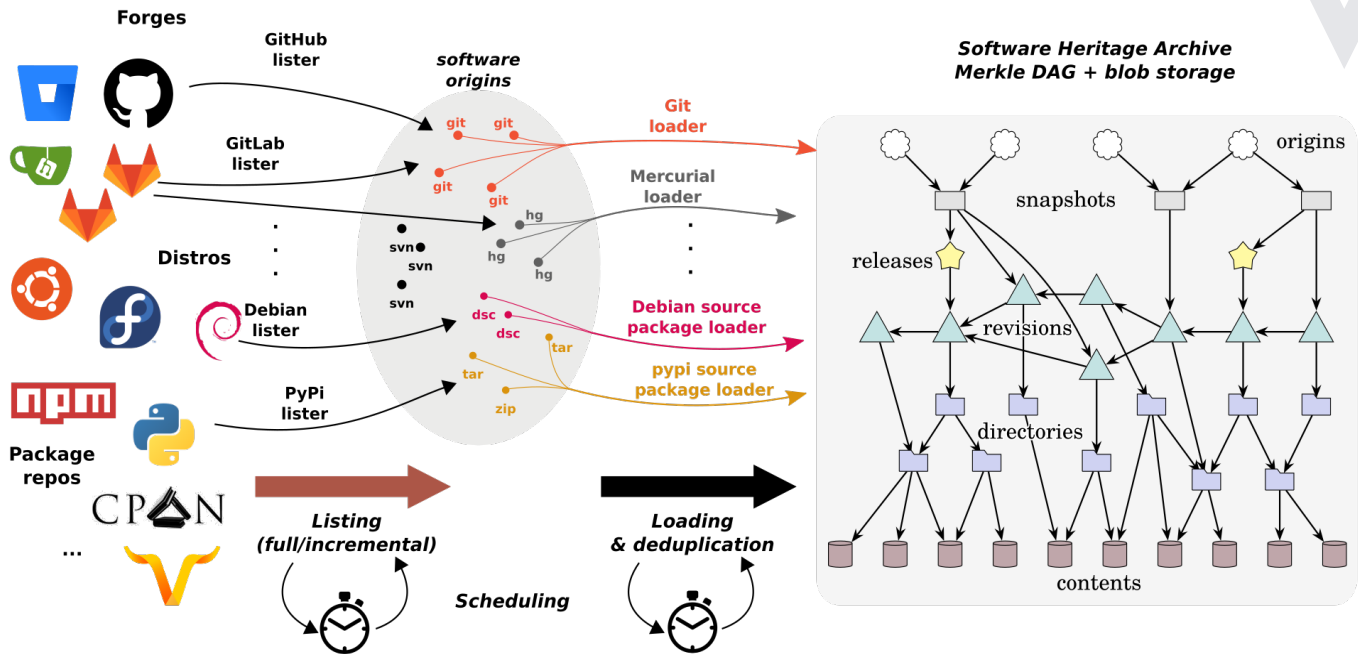 Forges
GitHub
lister
software
origins
Software Heritage Archive
Merkle DAG + blob storage
GitLab
lister
git
git
git
git
Git
loader
origins
Mercurial
loader
hg
hg
hg
snapshots
svn
svn
svn
.
.
.
.
.
.
Distros
releases
Debian
lister
dsc
dsc
Debian source
package loader
revisions
tar
tar
zip
pypi source
package loader
npm
PyPi
lister
directories
Package
repos
CPAN
...
Listing
(full/incremental)
Loading
& deduplication
contents
Scheduling